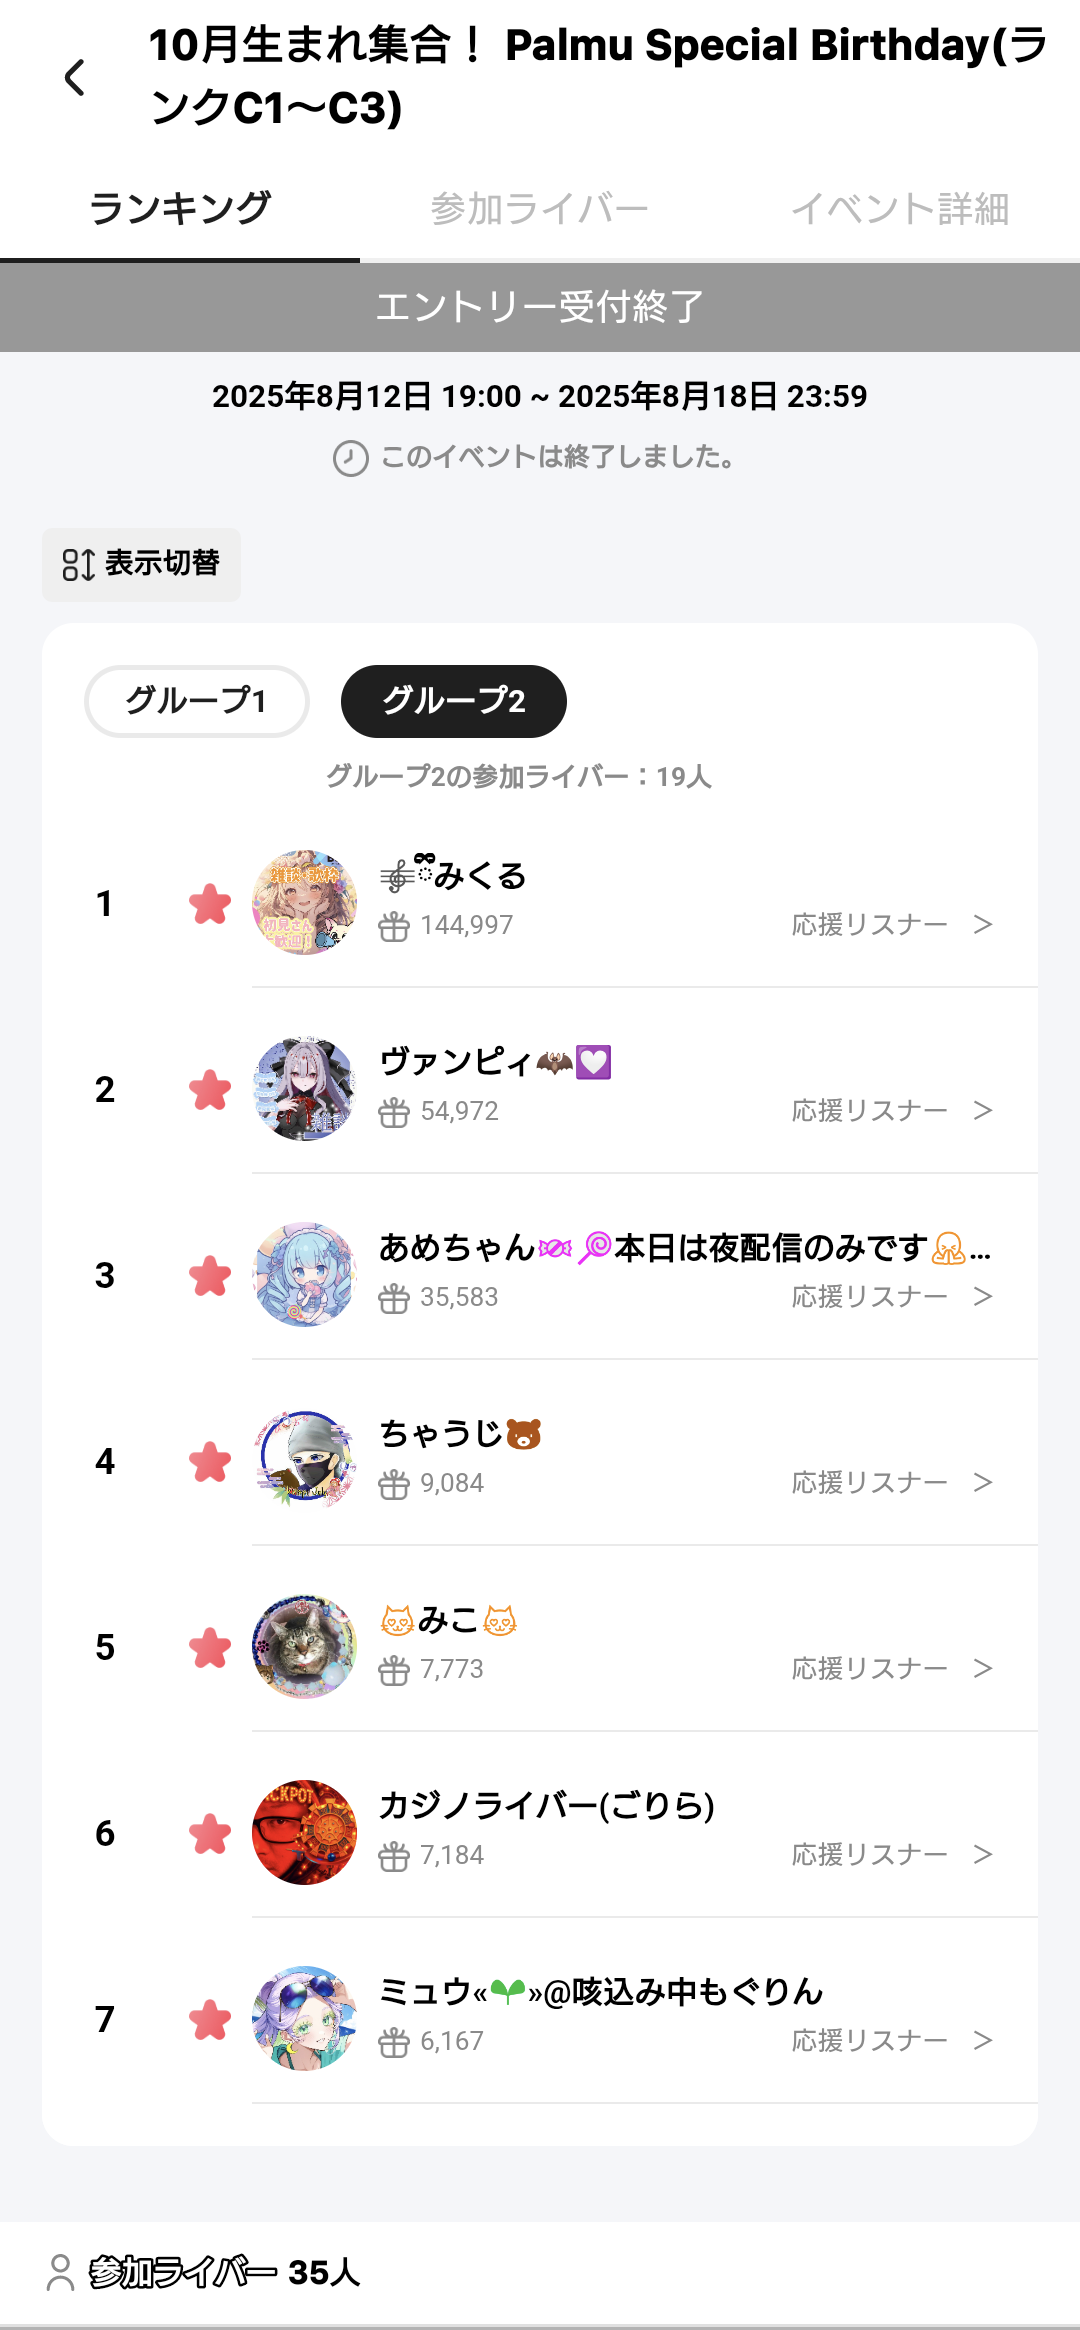 10月生まれ集合！ Palmu Special Birthday(ラ
ンクC1〜C3)
ランキング 参加ライバー イベント詳細
エントリー受付終了
2025年8月12日 19:00 ~ 2025年8月18日 23:59
このイベントは終了しました。
表示切替
グループ1 グループ2
グループ2の参加ライバー：19人
1 🎼みくる
144,997 応援リスナー >
2 ヴァンピィ🦇💟
54,972 応援リスナー >
3 あめちゃん🍬🍭本日は夜配信のみです...
35,583 応援リスナー >
4 ちゃうじ🐻
9,084 応援リスナー >
5 😻みこ😻
7,773 応援リスナー >
6 カジノライバー(ごりら)
7,184 応援リスナー >
7 ミュウ«🌱»@咳込み中もぐりん
6,167 応援リスナー >
参加ライバー 35人